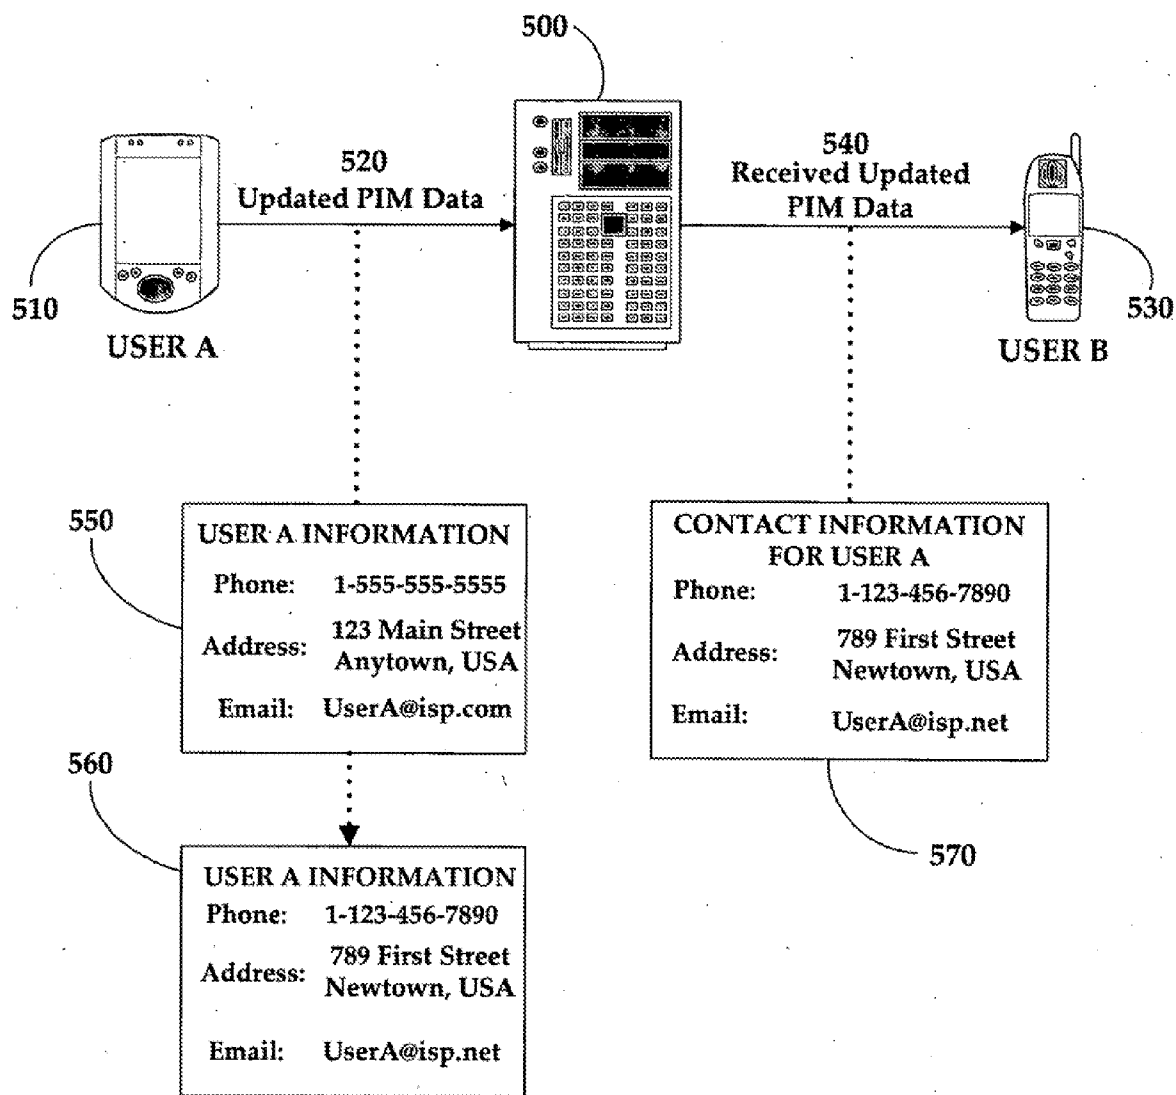 500
520
Updated PIM Data
540
Received Updated
PIM Data
510
USER A
530
USER B
550
USER A INFORMATION
Phone: 1-555-555-5555
Address: 123 Main Street
Anytown, USA
Email: UserA@isp.com
CONTACT INFORMATION
FOR USER A
Phone: 1-123-456-7890
Address: 789 First Street
Newtown, USA
Email: UserA@isp.net
570
560
USER A INFORMATION
Phone: 1-123-456-7890
Address: 789 First Street
Newtown, USA
Email: UserA@isp.net